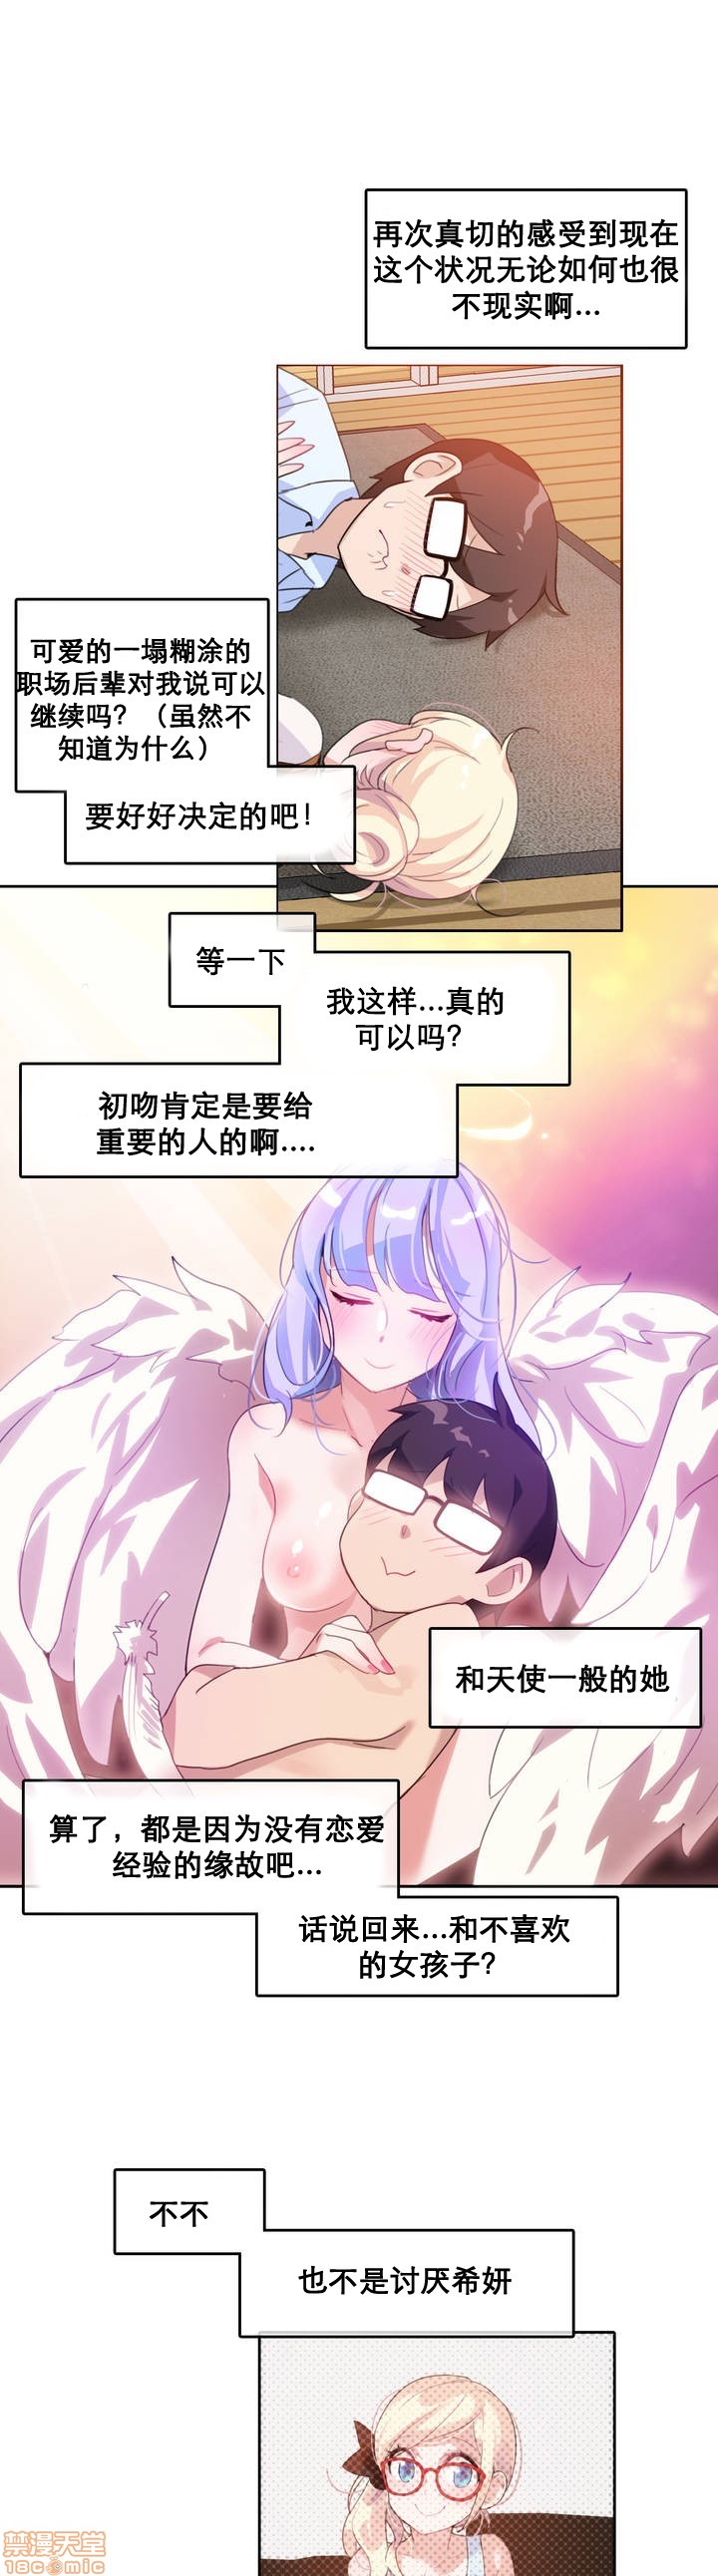 再次真切的感受到现在
这个状况无论如何也很
不现实啊...
可爱的一塌糊涂的
职场后辈对我说可以
继续吗？（虽然不
知道为什么）
要好好决定的吧！
等一下
我这样...真的
可以吗？
初吻肯定是要给
重要的人的啊....
和天使一般的她
算了，都是因为没有恋爱
经验的缘故吧...
话说回来...和不喜欢
的女孩子？
不不
也不是讨厌希妍
禁漫天堂
18comic